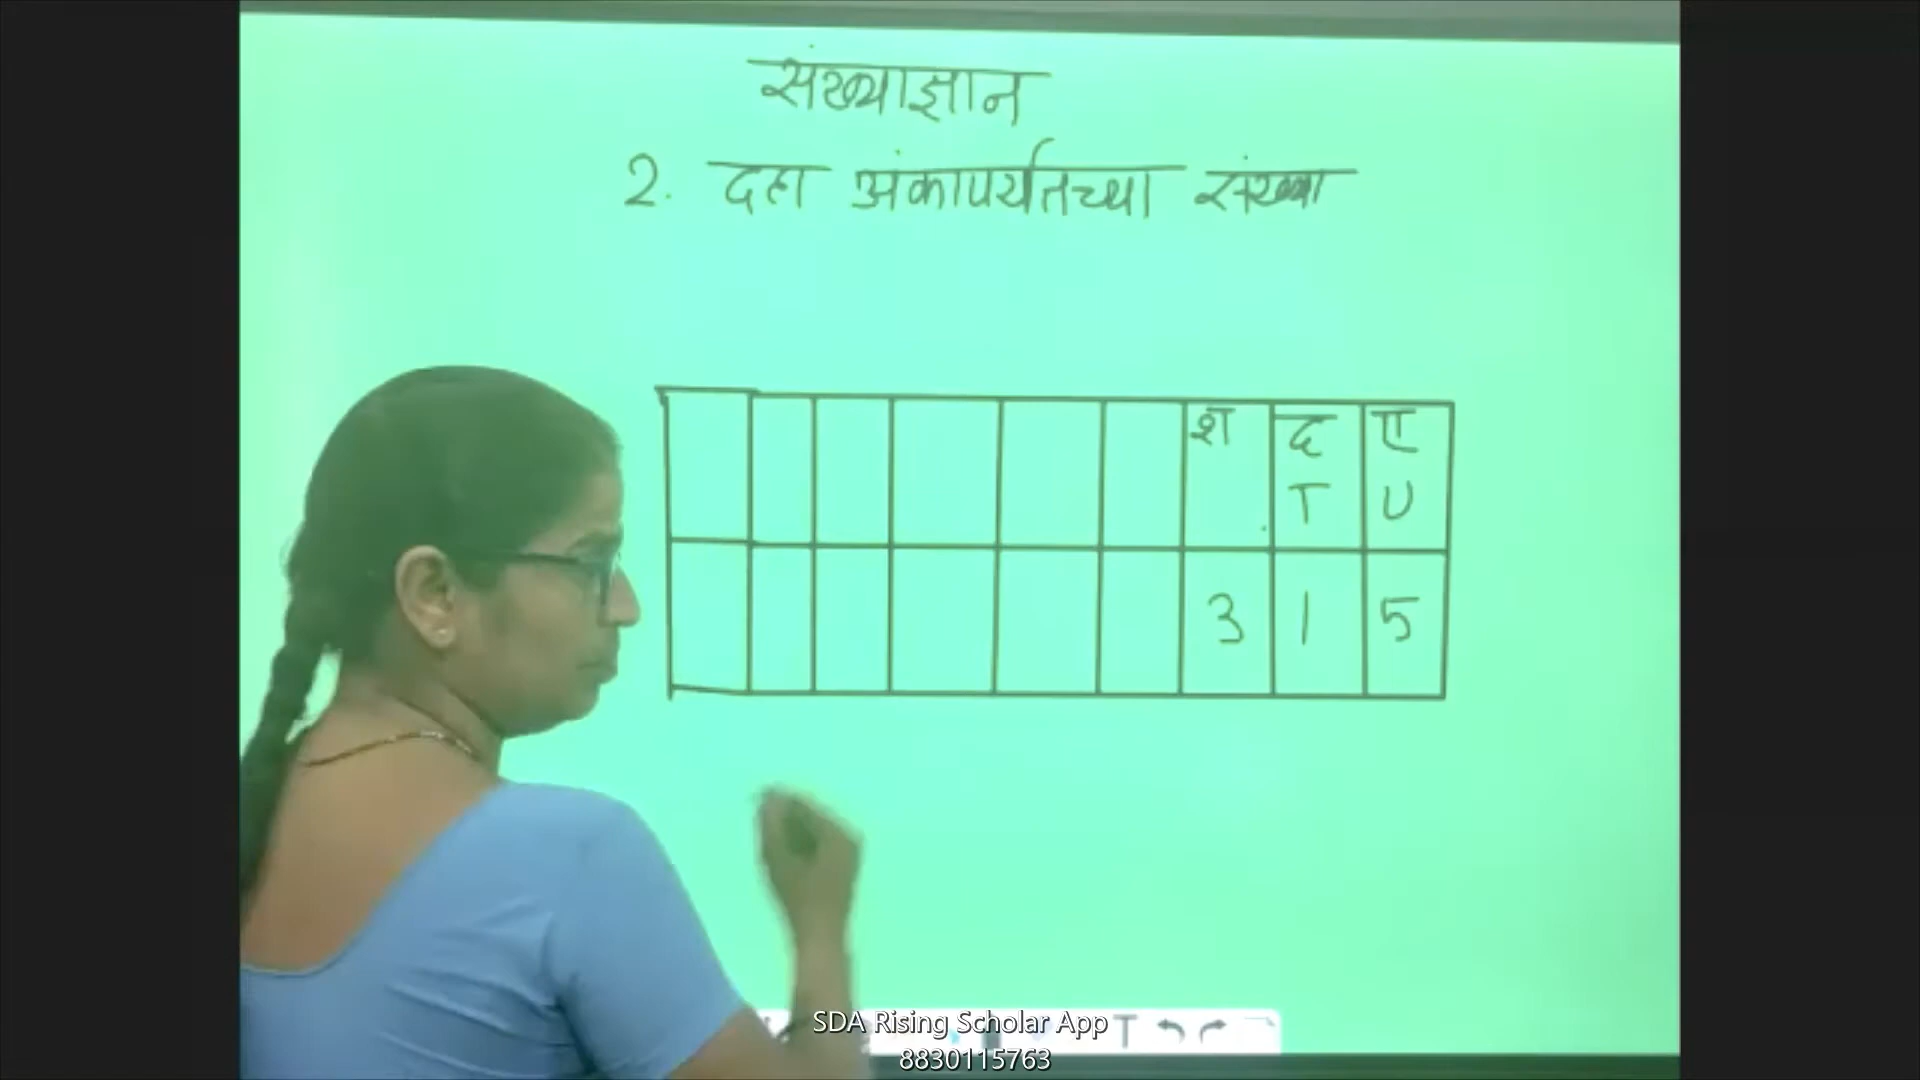 संख्याज्ञान
2. दहा अंकापर्यंतच्या संख्या
श द ए
T U
3 1 5
T
SDA Rising Scholar App
8830115763